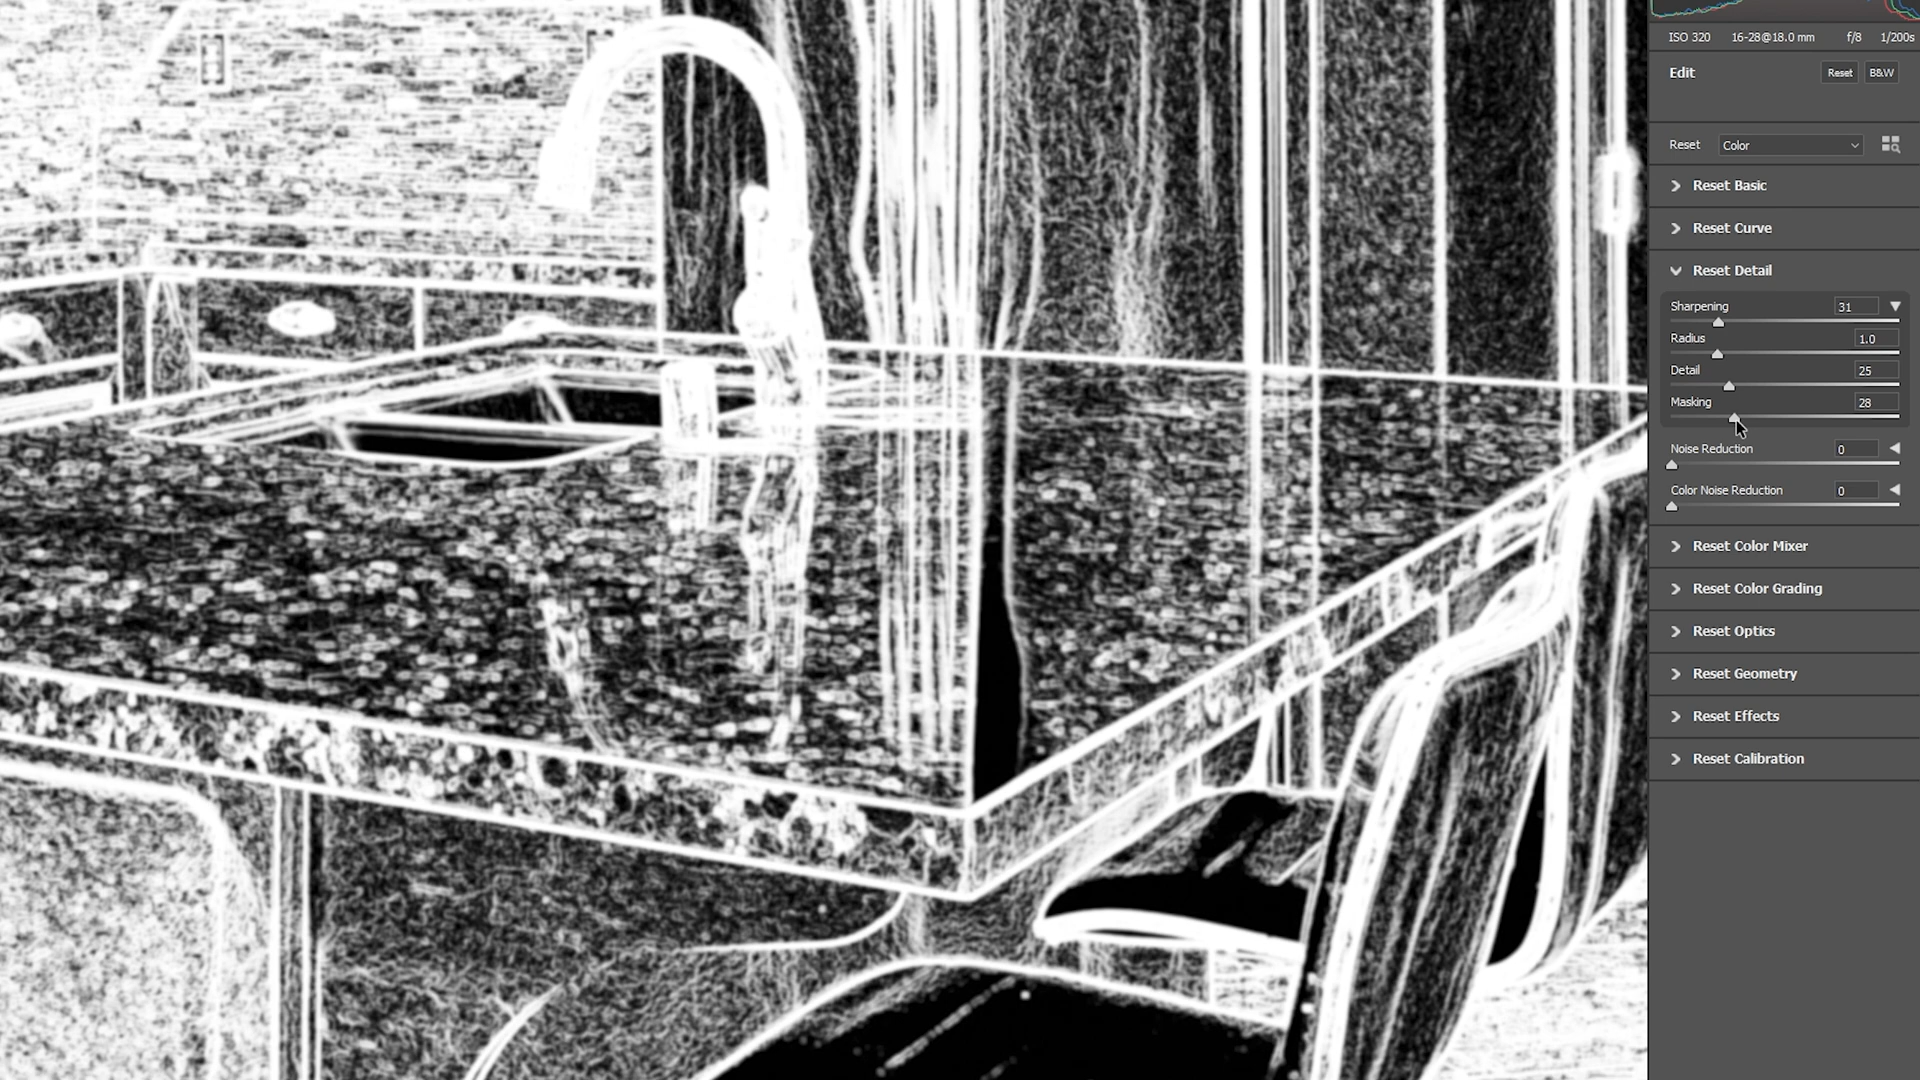 ISO 320 16-28@18.0 mm f/8 1/200s
Edit Reset B&W
Reset Color
Reset Basic
Reset Curve
Reset Detail
Sharpening 31
Radius 1.0
Detail 25
Masking 28
Noise Reduction 0
Color Noise Reduction 0
Reset Color Mixer
Reset Color Grading
Reset Optics
Reset Geometry
Reset Effects
Reset Calibration